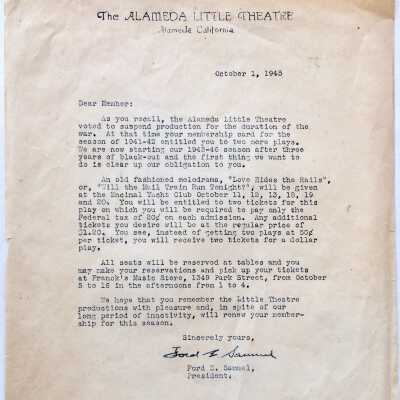 The ALAMEDA LITTLE THEATRE
Alameda California
October 1, 1945
Dear Member:
As you recall, the Alameda Little Theatre
voted to suspend production for the duration of the
war. At that time your membership card for the
season of 1941-42 entitled you to two more plays.
We are now starting our 1945-46 season after three
years of black-out and the first thing we want to
do is clear up our obligation to you.
An old fashioned melodrama, "Love Rides the Rails",
or, "Will the Mail Train Run Tonight?", will be given
at the Encinal Yacht Club October 11, 12, 13, 18, 19
and 20. You will be entitled to two tickets for this
play on which you will be required to pay only the
Federal tax of 20¢ on each admission. Any additional
tickets you desire will be at the regular price of
$1.20. You see, instead of getting two plays at 50¢
per ticket, you will receive two tickets for a dollar
play.
All seats will be reserved at tables and you
may make your reservations and pick up your tickets
at Franck's Music Store, 1349 Park Street, from October
8 to 16 in the afternoons from 1 to 4.
We hope that you remember the Little Theatre
productions with pleasure and, in spite of our
long period of inactivity, will renew your member-
ship for this season.
Sincerely yours,
Ford E Samuel
Ford E. Samuel,
President.